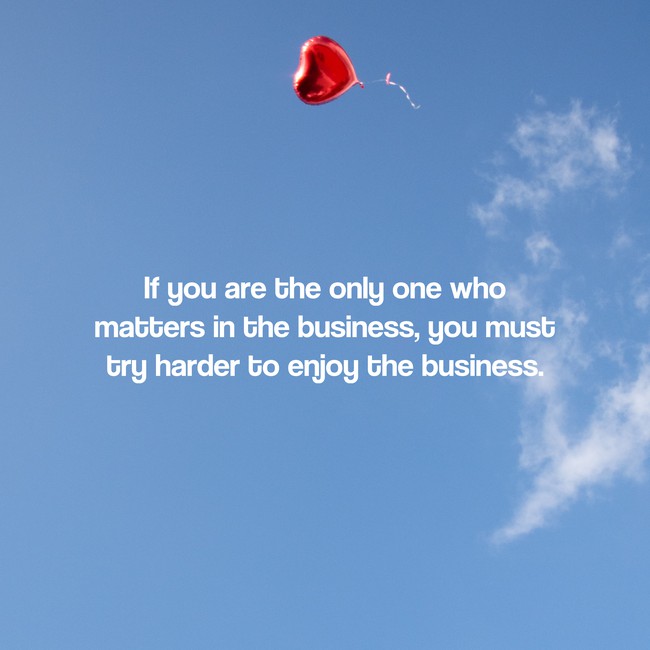 If you are the only one who
matters in the business, you must
try harder to enjoy the business.